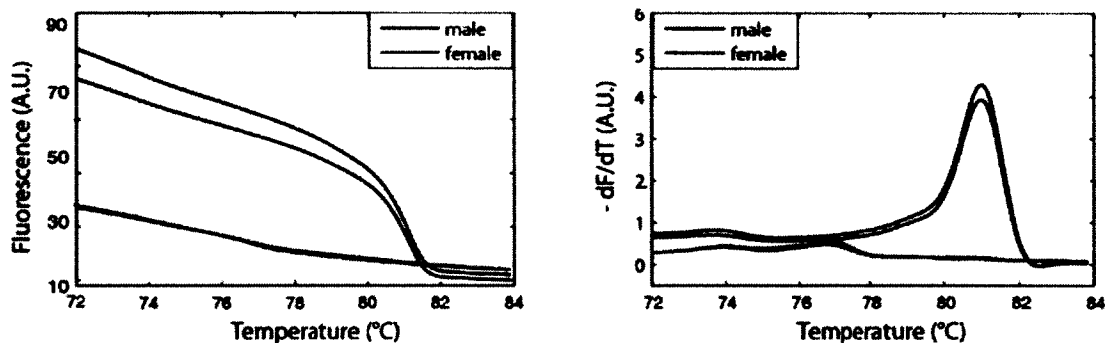 90
70
50
30
10
Fluorescence (A.U.)
male
female
72 74 76 78 80 82 84
Temperature (°C)
6
5
4
3
2
1
0
- dF/dT (A.U.)
male
female
72 74 76 78 80 82 84
Temperature (°C)